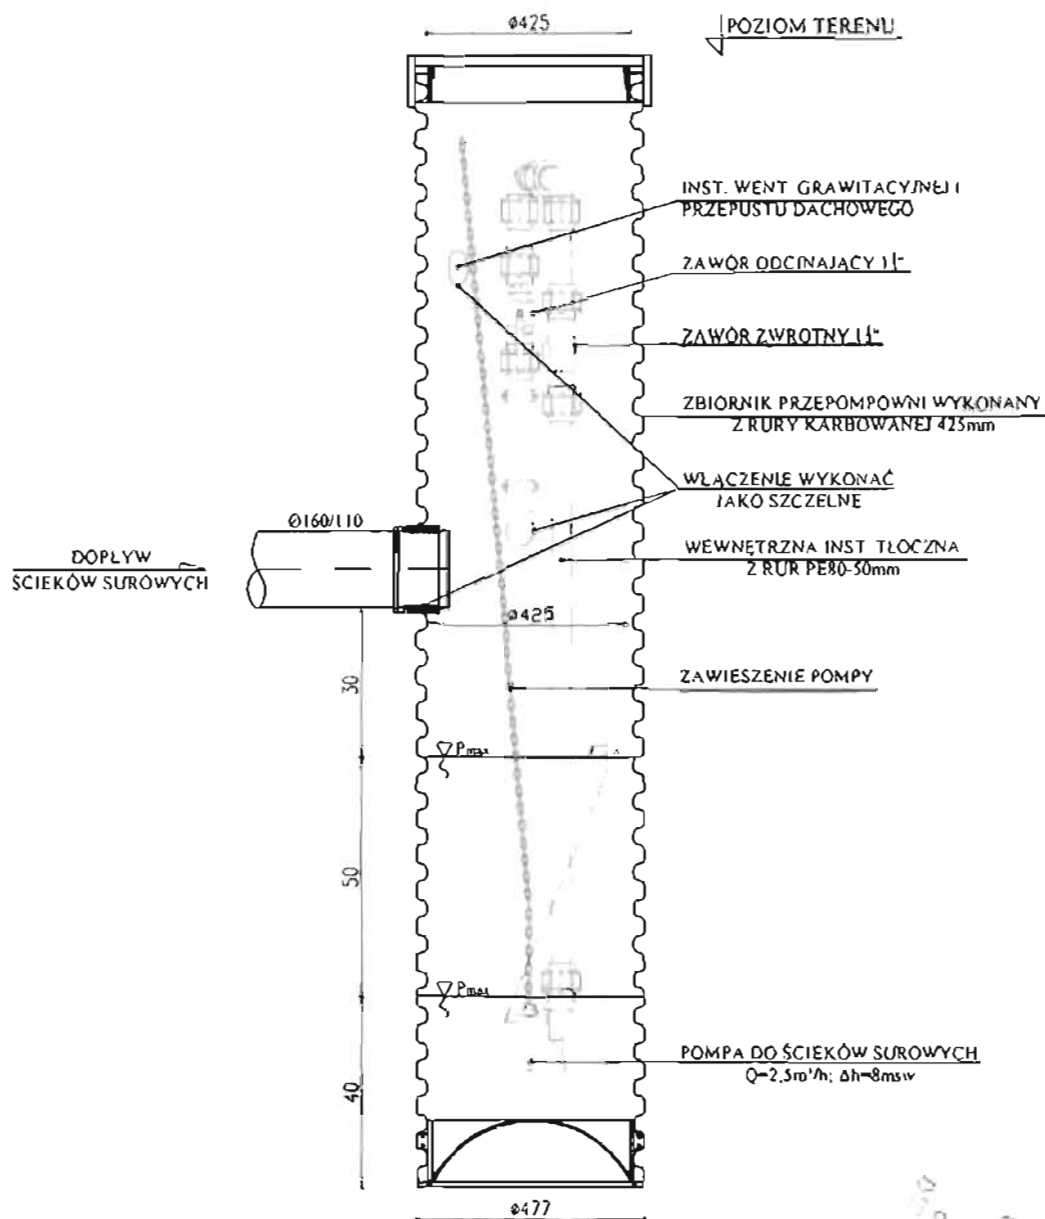 ø425
POZIOM TERENU
INST. WENT GRAWITACYJNEJ I
PRZEPUSTU DACHOWEGO
ZAWÓR ODCINAJĄCY 1¼"
ZAWÓR ZWROTNY 1¼"
ZBIORNIK PRZEPOMPOWNI WYKONANY
Z RURY KARBOWANEJ 425mm
WŁĄCZENIE WYKONAĆ
JAKO SZCZELNE
Ø160/110
DOPŁYW
ŚCIEKÓW SUROWYCH
WEWNĘTRZNA INST TŁOCZNA
Z RUR PE80-50mm
ø425
ZAWIESZENIE POMPY
30
Pmax
50
POMPA DO ŚCIEKÓW SUROWYCH
Q=2,5m³/h; Δh=8msw
40
ø477